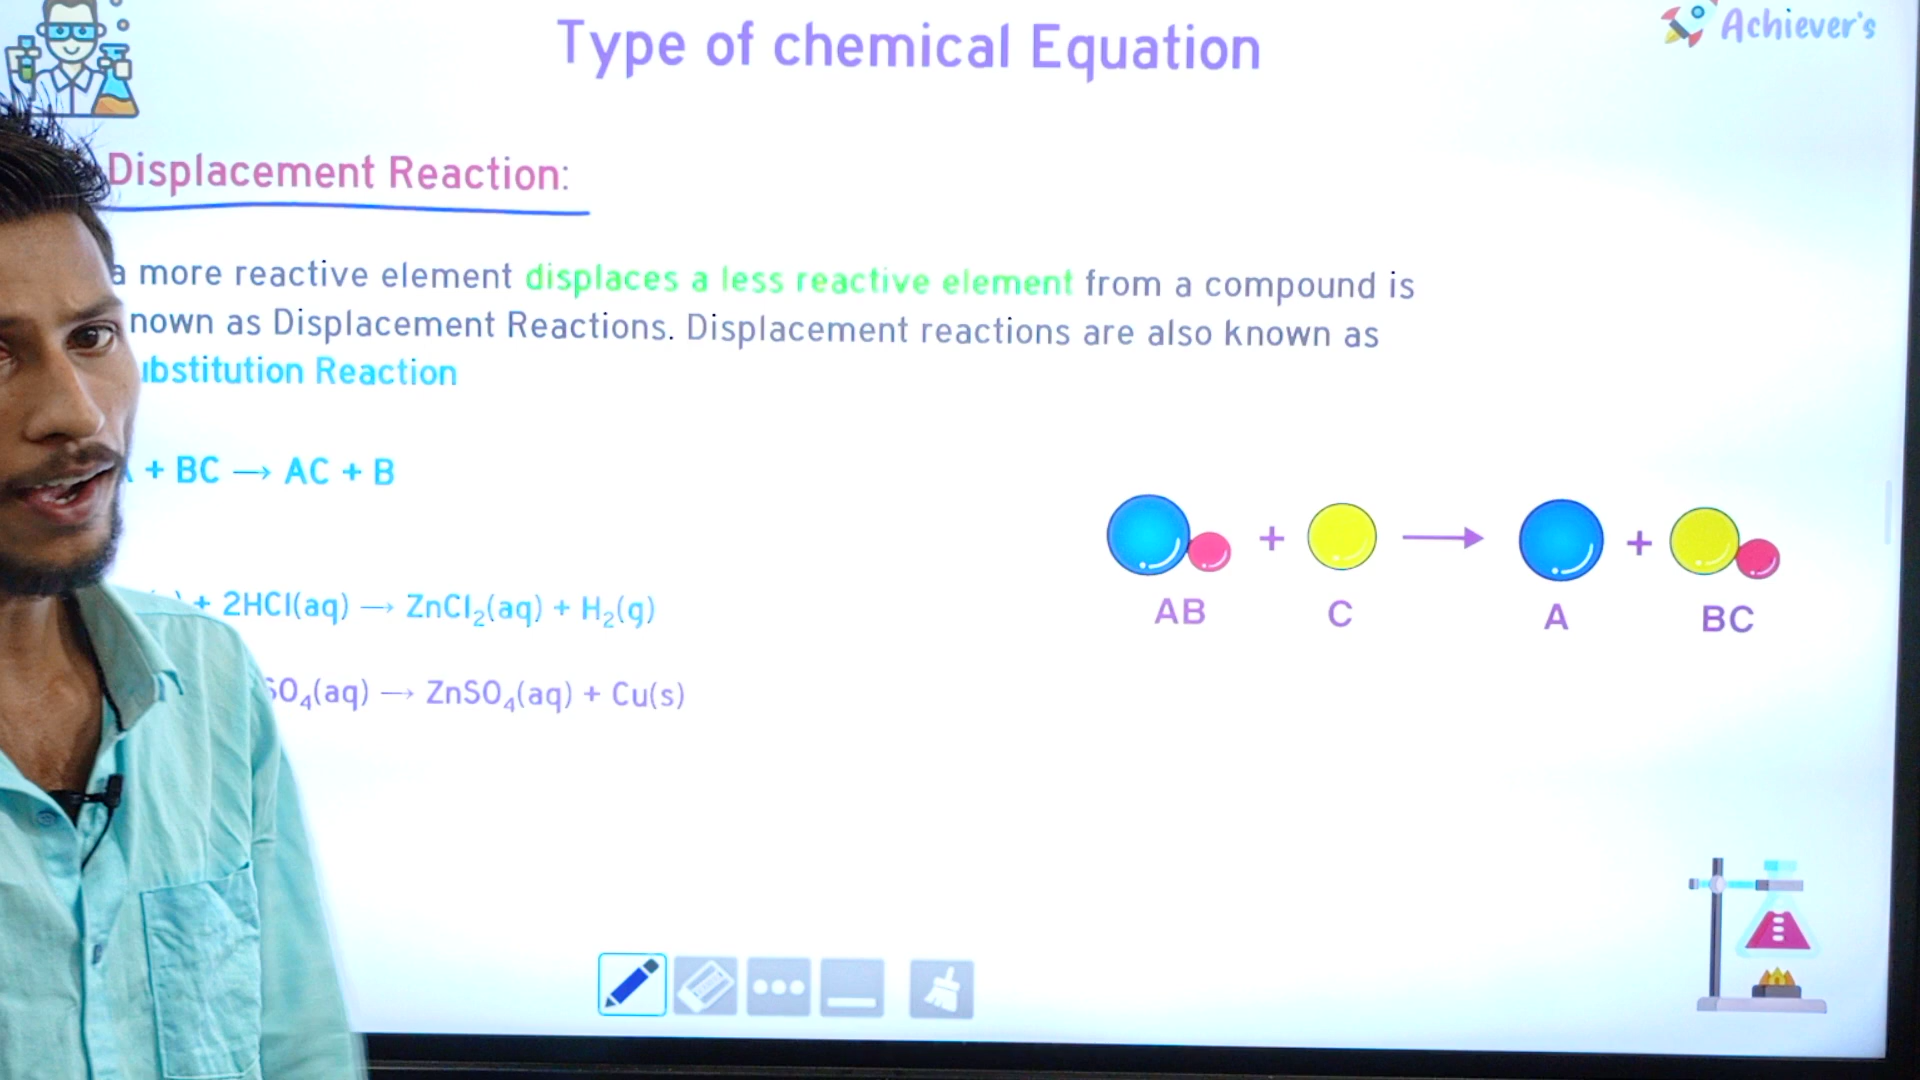 Type of chemical Equation
Achiever's
Displacement Reaction:
a more reactive element displaces a less reactive element from a compound is
nown as Displacement Reactions. Displacement reactions are also known as
ubstitution Reaction
+ BC → AC + B
) + 2HCl(aq) → ZnCl₂(aq) + H₂(g)
SO₄(aq) → ZnSO₄(aq) + Cu(s)
+ → +
AB C A BC